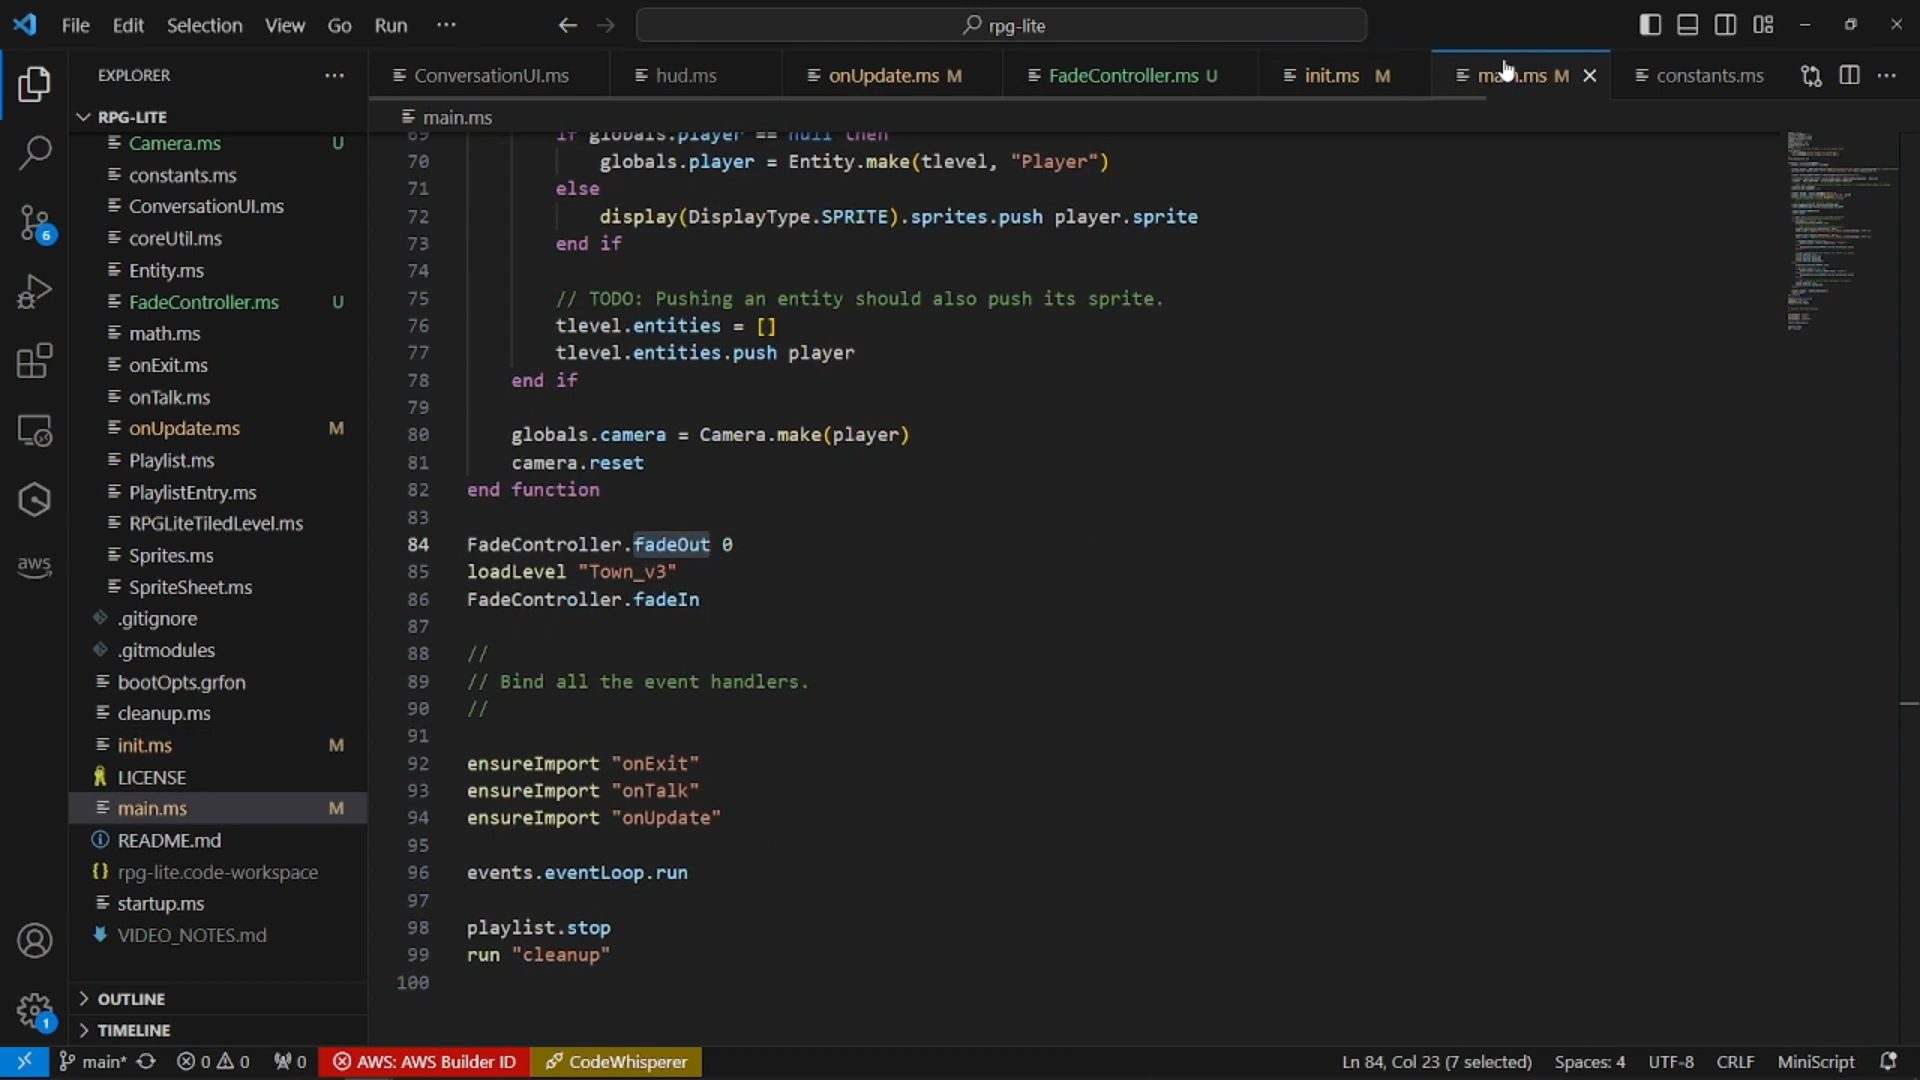 File Edit Selection View Go Run ··· rpg-lite
EXPLORER ···
RPG-LITE
Camera.ms U
constants.ms
ConversationUI.ms
coreUtil.ms
Entity.ms
FadeController.ms U
math.ms
onExit.ms
onTalk.ms
onUpdate.ms M
Playlist.ms
PlaylistEntry.ms
RPGLiteTiledLevel.ms
Sprites.ms
SpriteSheet.ms
.gitignore
.gitmodules
bootOpts.grfon
cleanup.ms
init.ms M
LICENSE
main.ms M
README.md
rpg-lite.code-workspace
startup.ms
VIDEO_NOTES.md
OUTLINE
TIMELINE
6
aws
1
ConversationUI.ms hud.ms onUpdate.ms M FadeController.ms U init.ms M main.ms M constants.ms
main.ms
69 if globals.player == null then
70 globals.player = Entity.make(tlevel, "Player")
71 else
72 display(DisplayType.SPRITE).sprites.push player.sprite
73 end if
74
75 // TODO: Pushing an entity should also push its sprite.
76 tlevel.entities = []
77 tlevel.entities.push player
78 end if
79
80 globals.camera = Camera.make(player)
81 camera.reset
82 end function
83
84 FadeController.fadeOut 0
85 loadLevel "Town_v3"
86 FadeController.fadeIn
87
88 //
89 // Bind all the event handlers.
90 //
91
92 ensureImport "onExit"
93 ensureImport "onTalk"
94 ensureImport "onUpdate"
95
96 events.eventLoop.run
97
98 playlist.stop
99 run "cleanup"
100
main* 0 0 0 AWS: AWS Builder ID CodeWhisperer Ln 84, Col 23 (7 selected) Spaces: 4 UTF-8 CRLF MiniScript